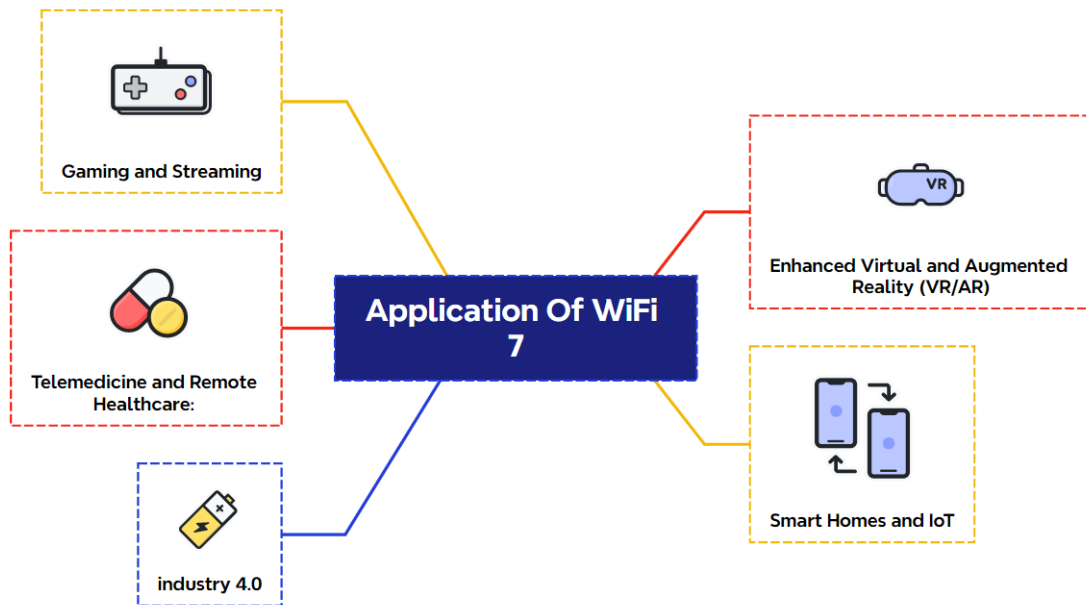 Gaming and Streaming
VR
Enhanced Virtual and Augmented
Reality (VR/AR)
Application Of WiFi
7
Telemedicine and Remote
Healthcare:
Smart Homes and IoT
industry 4.0